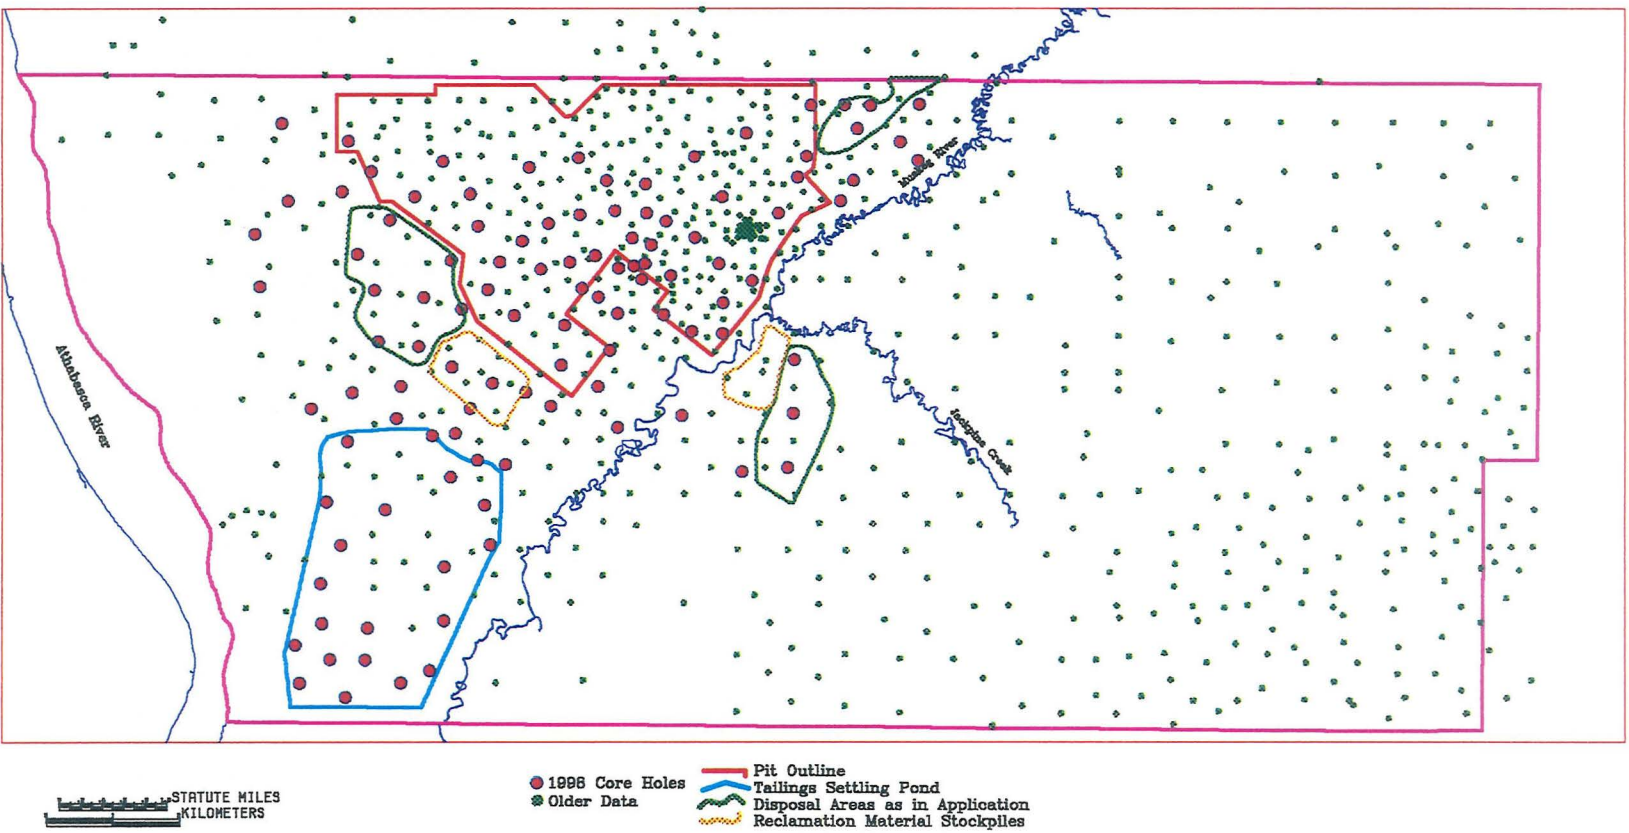 Muskeg River
Athabasca River
Jackpine Creek
1998 Core Holes
Older Data
Pit Outline
Tailings Settling Pond
Disposal Areas as in Application
Reclamation Material Stockpiles
STATUTE MILES
KILOMETERS